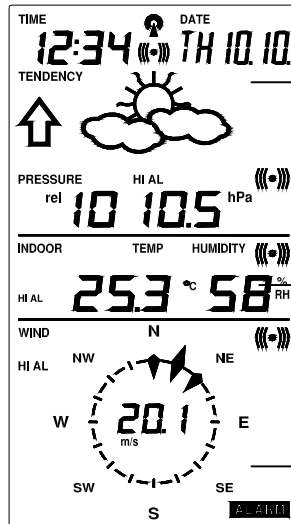 TIME DATE
12:34 TH 10.10.
TENDENCY
PRESSURE HI AL
rel 1010.5 hPa
INDOOR TEMP HUMIDITY
HI AL 25.3 °C 58 % RH
WIND N
HI AL NW NE
W 20.1 E
m/s
SW SE
S
ALARM